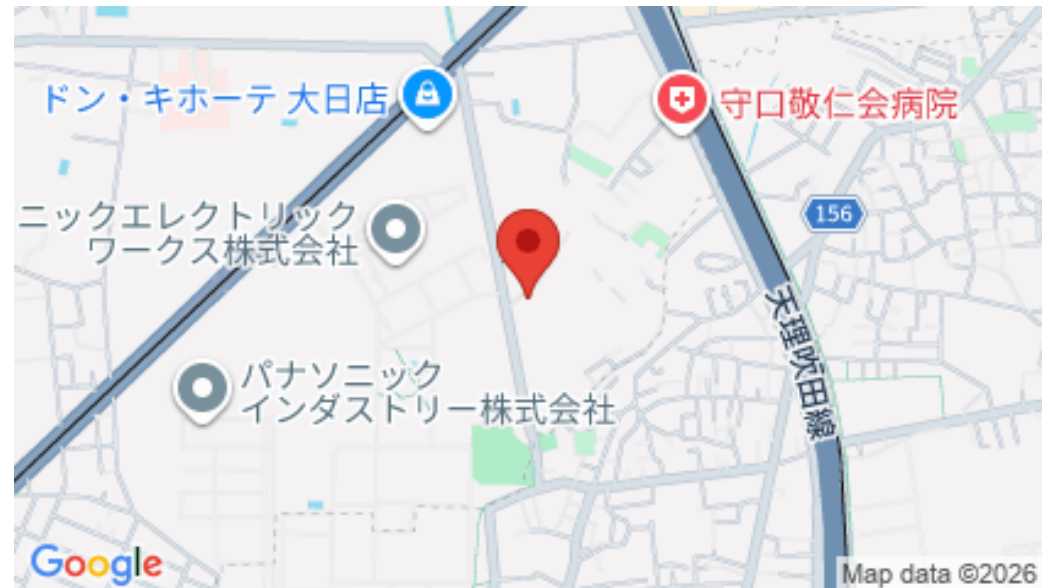 ドン・キホーテ 大日店
守口敬仁会病院
ニックエレクトリック
ワークス株式会社
156
天理吹田線
パナソニック
インダストリー株式会社
Google
Map data ©2026